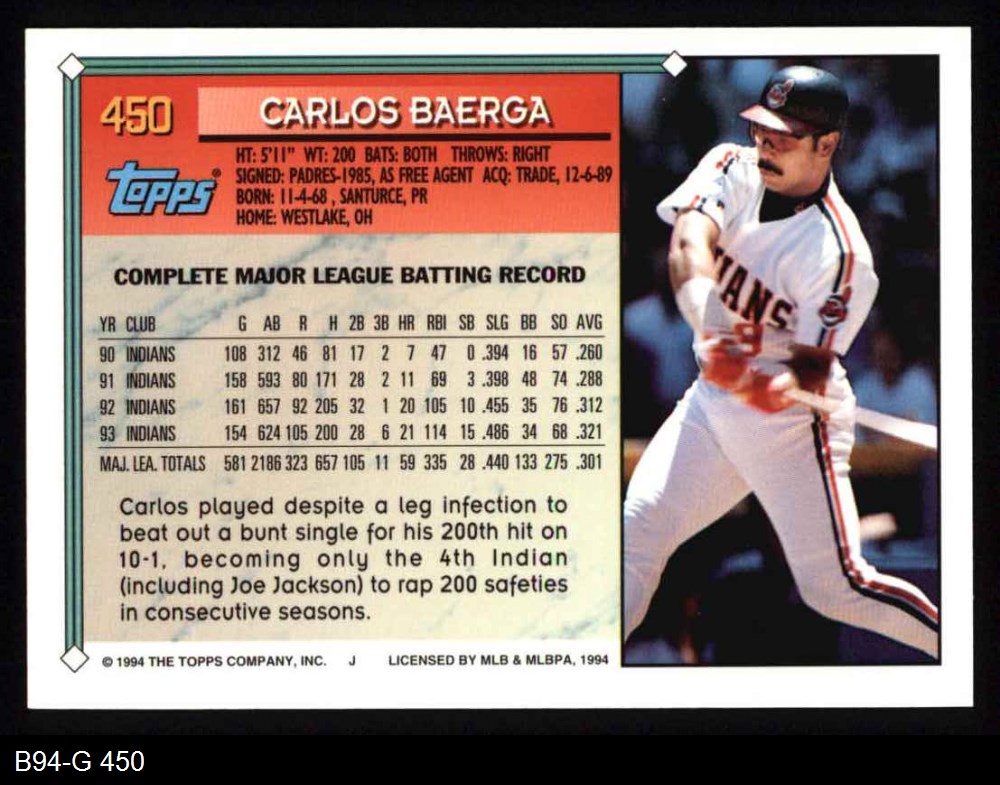 450
CARLOS BAERGA
TOPPS®
HT: 5'11" WT: 200 BATS: BOTH THROWS: RIGHT
SIGNED: PADRES-1985, AS FREE AGENT ACQ: TRADE, 12-6-89
BORN: 11-4-68 , SANTURCE, PR
HOME: WESTLAKE, OH
COMPLETE MAJOR LEAGUE BATTING RECORD
YR CLUB G AB R H 2B 3B HR RBI SB SLG BB SO AVG
90 INDIANS 108 312 46 81 17 2 7 47 0 .394 16 57 .260
91 INDIANS 158 593 80 171 28 2 11 69 3 .398 48 74 .288
92 INDIANS 161 657 92 205 32 1 20 105 10 .455 35 76 .312
93 INDIANS 154 624 105 200 28 6 21 114 15 .486 34 68 .321
MAJ. LEA. TOTALS 581 2186 323 657 105 11 59 335 28 .440 133 275 .301
Carlos played despite a leg infection to
beat out a bunt single for his 200th hit on
10-1, becoming only the 4th Indian
(including Joe Jackson) to rap 200 safeties
in consecutive seasons.
© 1994 THE TOPPS COMPANY, INC. J LICENSED BY MLB & MLBPA, 1994
IANS
9
B94-G 450